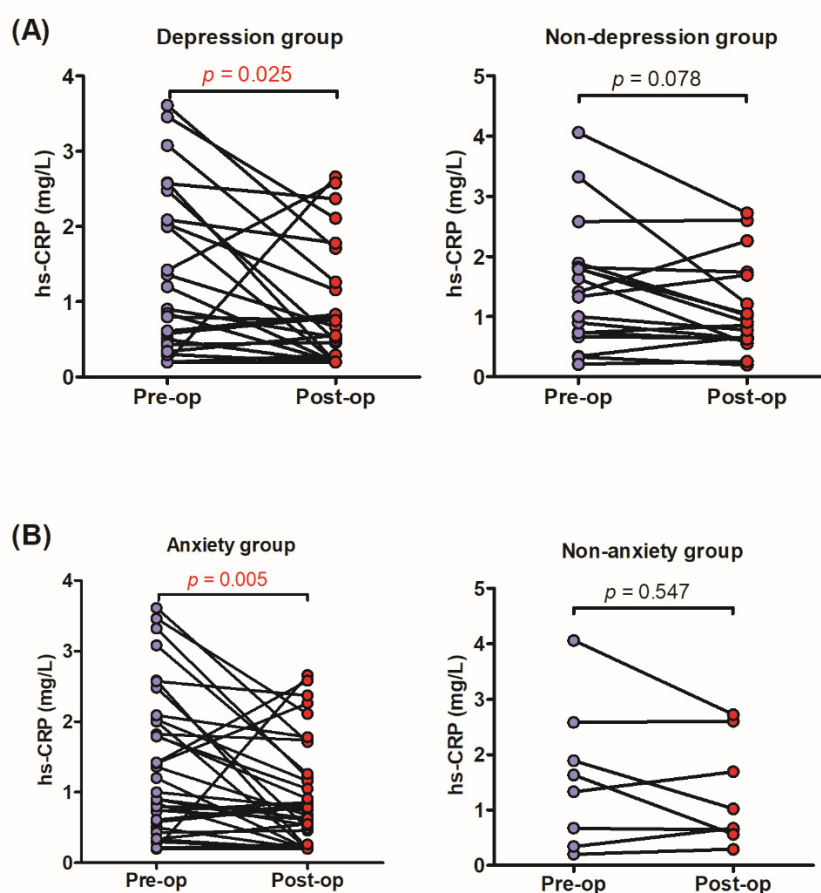 (A)
Depression group
p = 0.025
4
3
2
1
0
hs-CRP (mg/L)
Pre-op Post-op
Non-depression group
p = 0.078
5
4
3
2
1
0
hs-CRP (mg/L)
Pre-op Post-op
(B)
Anxiety group
p = 0.005
4
3
2
1
0
hs-CRP (mg/L)
Pre-op Post-op
Non-anxiety group
p = 0.547
5
4
3
2
1
0
hs-CRP (mg/L)
Pre-op Post-op